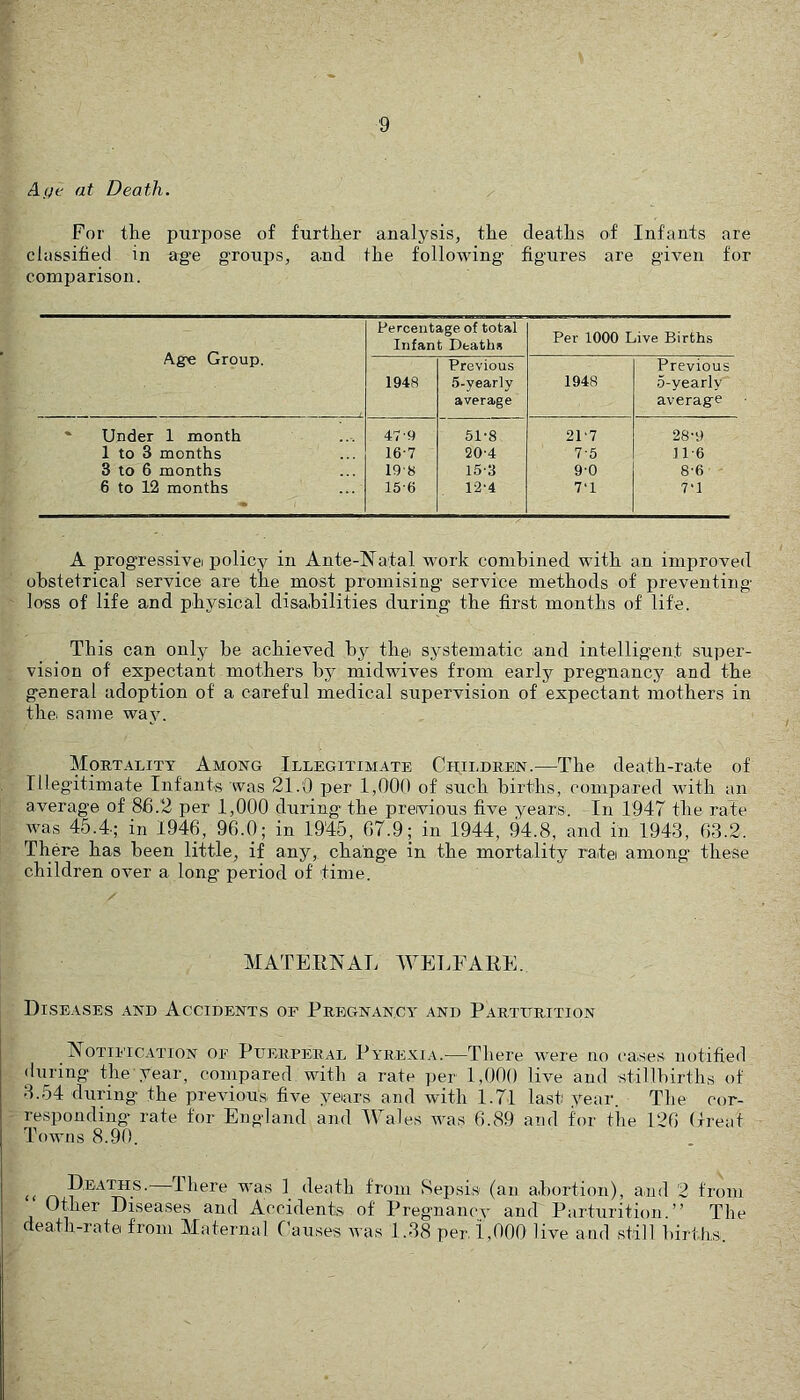 9
Age at Death.
For the purpose of further analysis, the deaths of Infants are
classified in age groups, and the following figures are given for
comparison.
Age Group. | Percentage of total Infant Deaths | Per 1000 Live Births
1948 | Previous 5-yearly average | 1948 | Previous 5-yearly average
Under 1 month ... 47·9 | 51·8 | 21·7 | 28·9
1 to 3 months ... 16·7 | 20·4 | 7·5 | 11·6
3 to 6 months ... 19·8 | 15·3 | 9·0 | 8·6
6 to 12 months ... 15·6 | 12·4 | 7·1 | 7·1
A progressive policy in Ante-Natal work combined with an improved
obstetrical service are the most promising service methods of preventing
loss of life and physical disabilities during the first months of life.
This can only be achieved by the systematic and intelligent super-
vision of expectant mothers by midwives from early pregnancy and the
general adoption of a careful medical supervision of expectant mothers in
the same way.
Mortality Among Illegitimate Children.—The death-rate of
Illegitimate Infants was 21.0 per 1,000 of such births, compared with an
average of 86.2 per 1,000 during the previous five years. In 1947 the rate
was 45.4; in 1946, 96.0; in 1945, 67.9; in 1944, 94.8, and in 1943, 63.2.
There has been little, if any, change in the mortality rate among these
children over a long period of time.
MATERNAL WELFARE.
Diseases and Accidents of Pregnancy and Parturition
Notification of Puerperal Pyrexia.—There were no cases notified
during the year, compared with a rate per 1,000 live and stillbirths of
3.54 during the previous five years and with 1.71 last year. The cor-
responding rate for England and Wales was 6.89 and for the 126 Great
Towns 8.90.
Deaths.—There was 1 death from Sepsis (an abortion), and 2 from
“Other Diseases and Accidents of Pregnancy and Parturition.” The
death-rate from Maternal Causes was 1.38 per 1,000 live and still births.